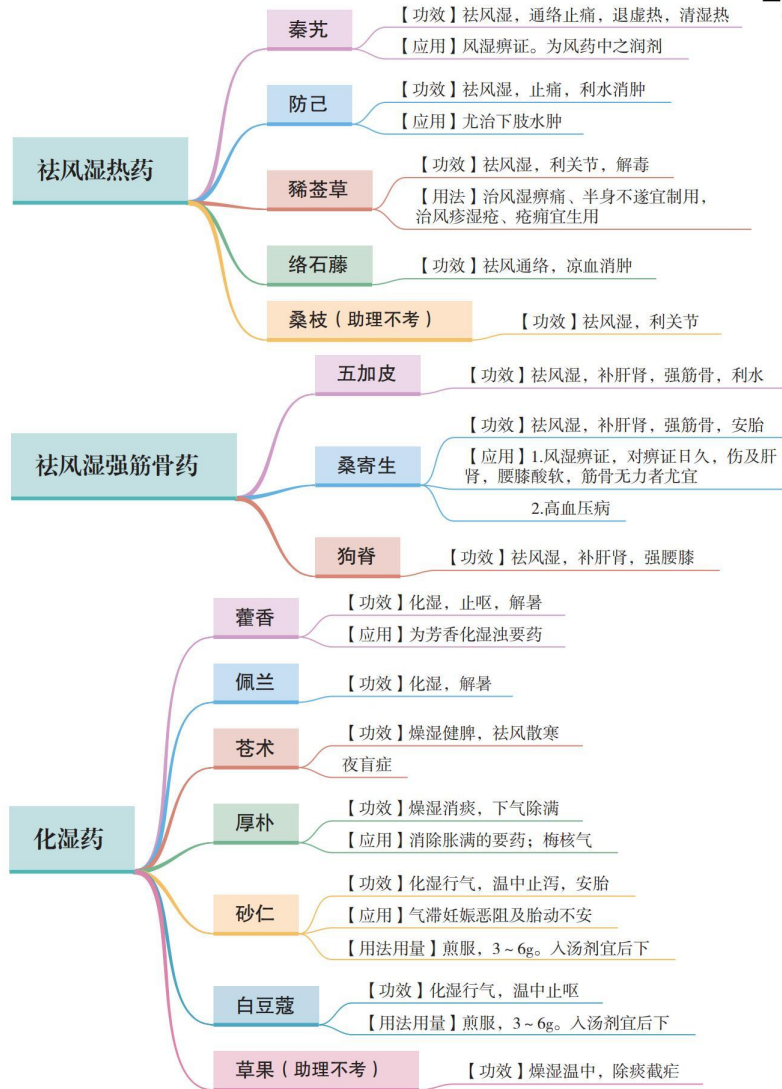 祛风湿热药
秦艽
【功效】祛风湿，通络止痛，退虚热，清湿热
【应用】风湿痹证。为风药中之润剂
防己
【功效】祛风湿，止痛，利水消肿
【应用】尤治下肢水肿
豨莶草
【功效】祛风湿，利关节，解毒
【用法】治风湿痹痛、半身不遂宜制用，
治风疹湿疮、疮痈宜生用
络石藤
【功效】祛风通络，凉血消肿
桑枝（助理不考）
【功效】祛风湿，利关节
祛风湿强筋骨药
五加皮
【功效】祛风湿，补肝肾，强筋骨，利水
桑寄生
【功效】祛风湿，补肝肾，强筋骨，安胎
【应用】1.风湿痹证，对痹证日久，伤及肝
肾，腰膝酸软，筋骨无力者尤宜
2.高血压病
狗脊
【功效】祛风湿，补肝肾，强腰膝
化湿药
藿香
【功效】化湿，止呕，解暑
【应用】为芳香化湿浊要药
佩兰
【功效】化湿，解暑
苍术
【功效】燥湿健脾，祛风散寒
夜盲症
厚朴
【功效】燥湿消痰，下气除满
【应用】消除胀满的要药；梅核气
砂仁
【功效】化湿行气，温中止泻，安胎
【应用】气滞妊娠恶阻及胎动不安
【用法用量】煎服，3～6g。入汤剂宜后下
白豆蔻
【功效】化湿行气，温中止呕
【用法用量】煎服，3～6g。入汤剂宜后下
草果（助理不考）
【功效】燥湿温中，除痰截疟